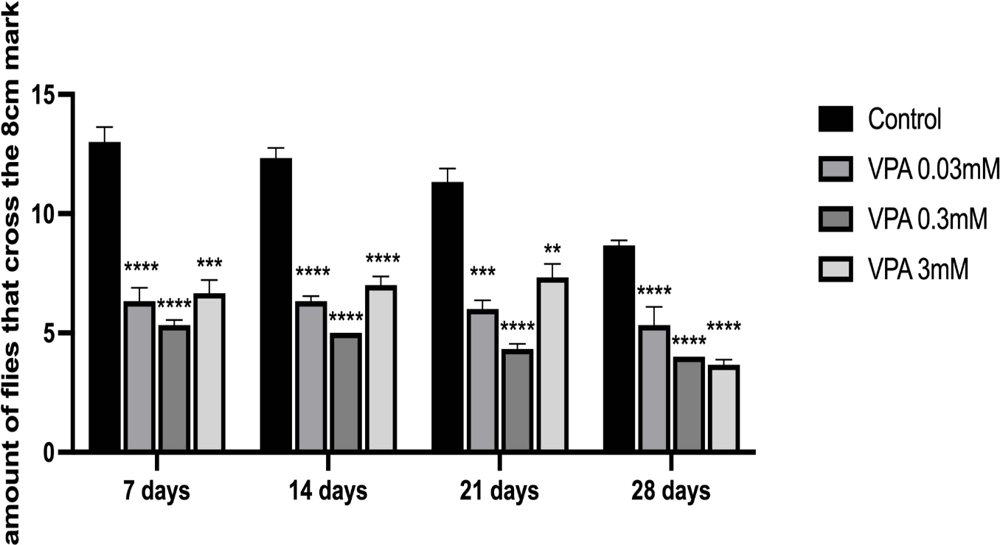 amount of flies that cross the 8cm mark
15
10
5
0
**** **** ***
**** **** ****
*** **** **
**** **** ****
7 days 14 days 21 days 28 days
Control
VPA 0.03mM
VPA 0.3mM
VPA 3mM